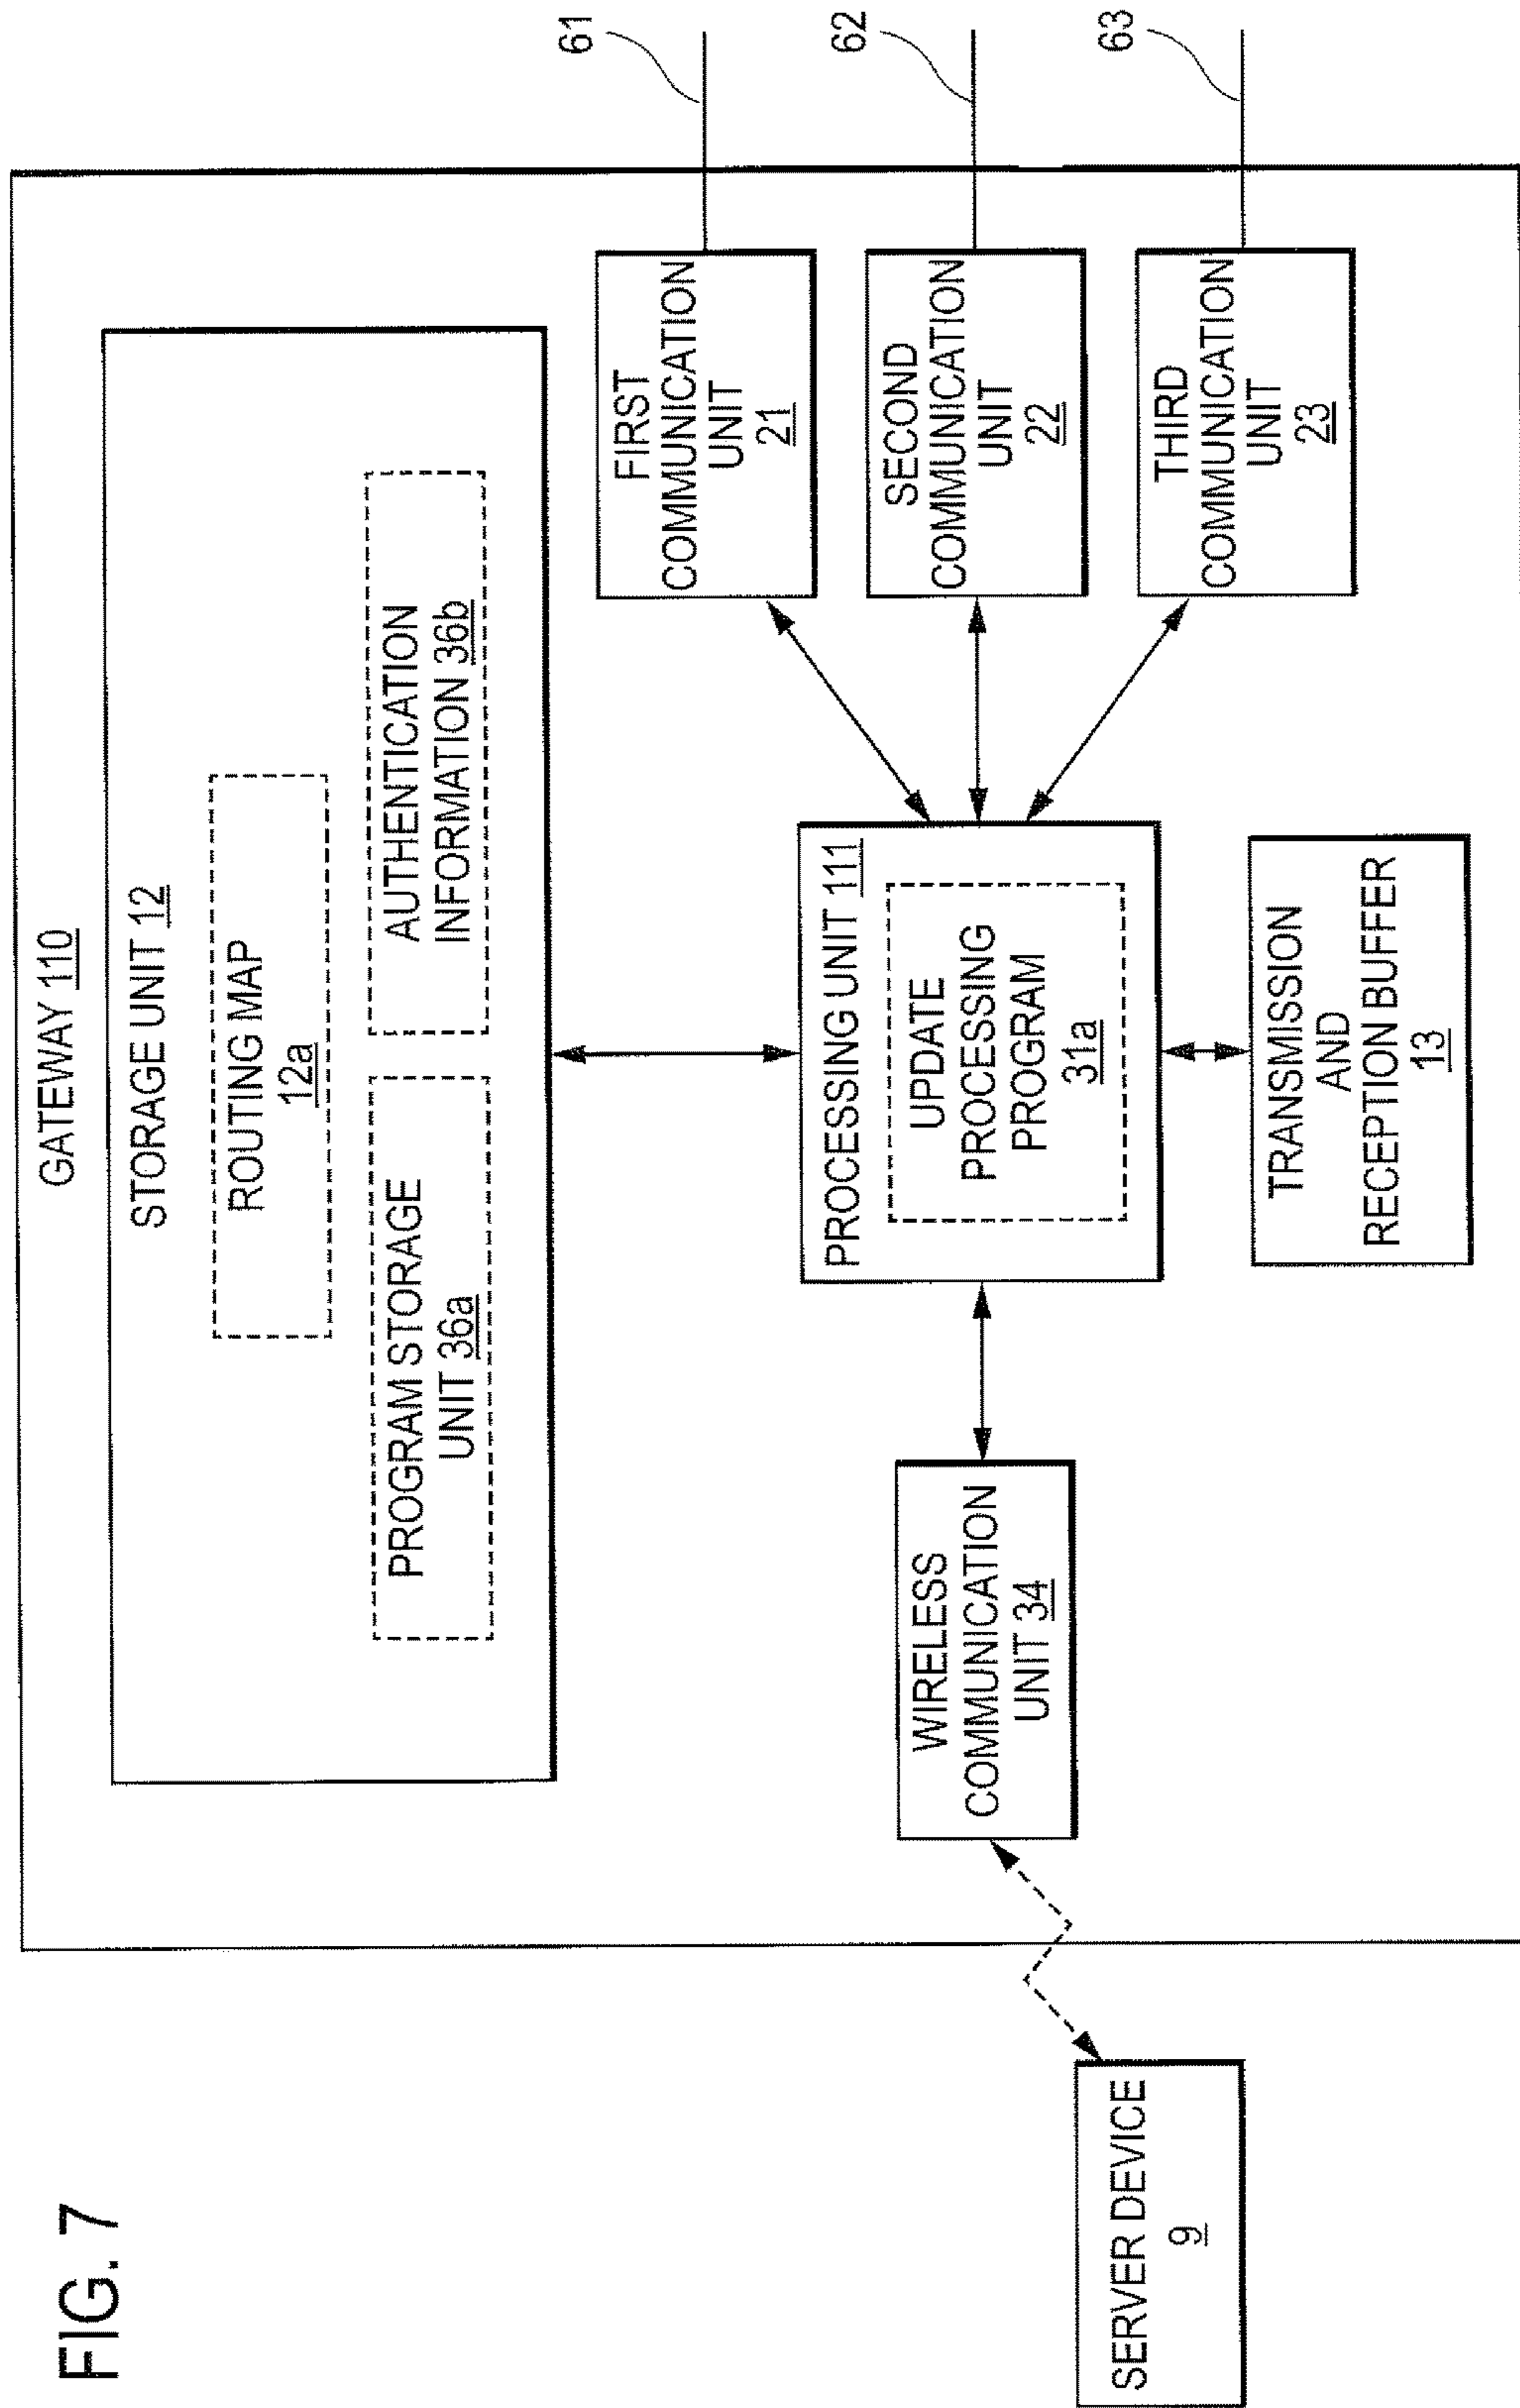 FIG. 7
GATEWAY 110
STORAGE UNIT 12
ROUTING MAP
12a
PROGRAM STORAGE
UNIT 36a
AUTHENTICATION
INFORMATION 36b
SERVER DEVICE
9
WIRELESS
COMMUNICATION
UNIT 34
PROCESSING UNIT 111
UPDATE
PROCESSING
PROGRAM
31a
TRANSMISSION
AND
RECEPTION BUFFER
13
FIRST
COMMUNICATION
UNIT
21
61
SECOND
COMMUNICATION
UNIT
22
62
THIRD
COMMUNICATION
UNIT
23
63